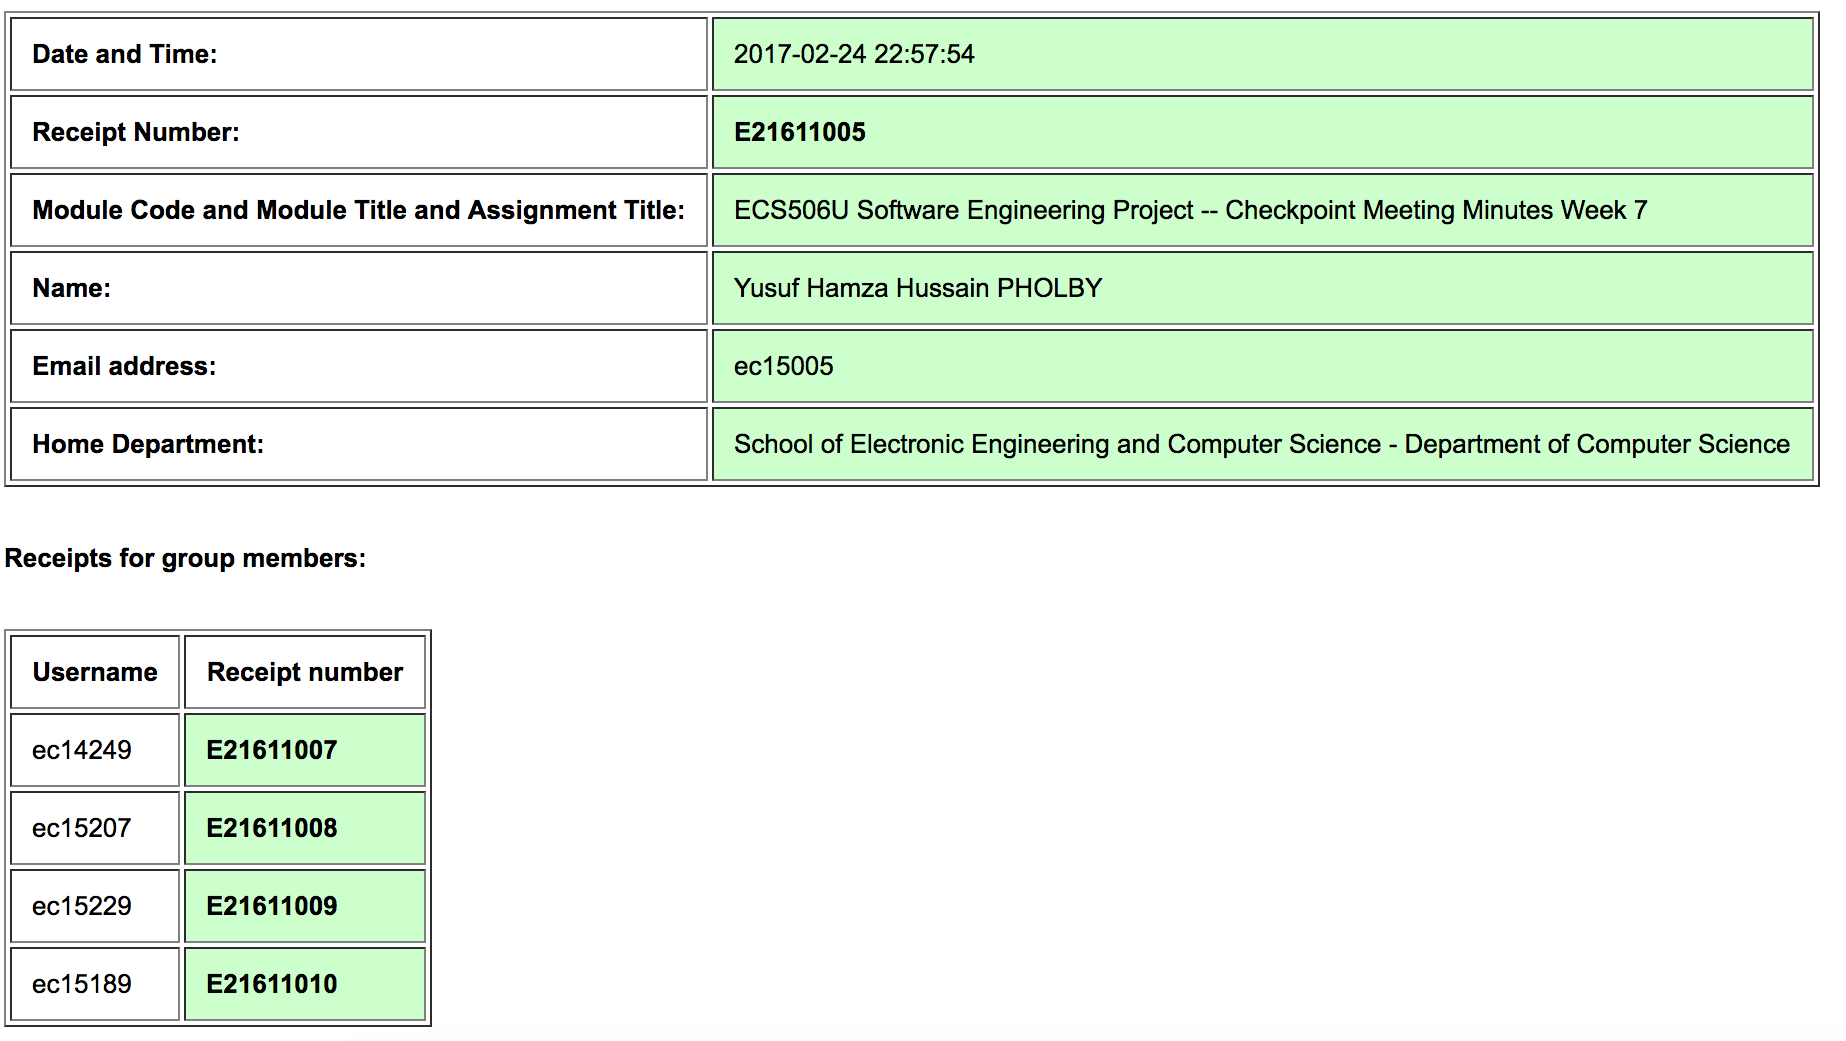 Date and Time: 2017-02-24 22:57:54
Receipt Number: E21611005
Module Code and Module Title and Assignment Title: ECS506U Software Engineering Project -- Checkpoint Meeting Minutes Week 7
Name: Yusuf Hamza Hussain PHOLBY
Email address: ec15005
Home Department: School of Electronic Engineering and Computer Science - Department of Computer Science
Receipts for group members:
Username Receipt number
ec14249 E21611007
ec15207 E21611008
ec15229 E21611009
ec15189 E21611010